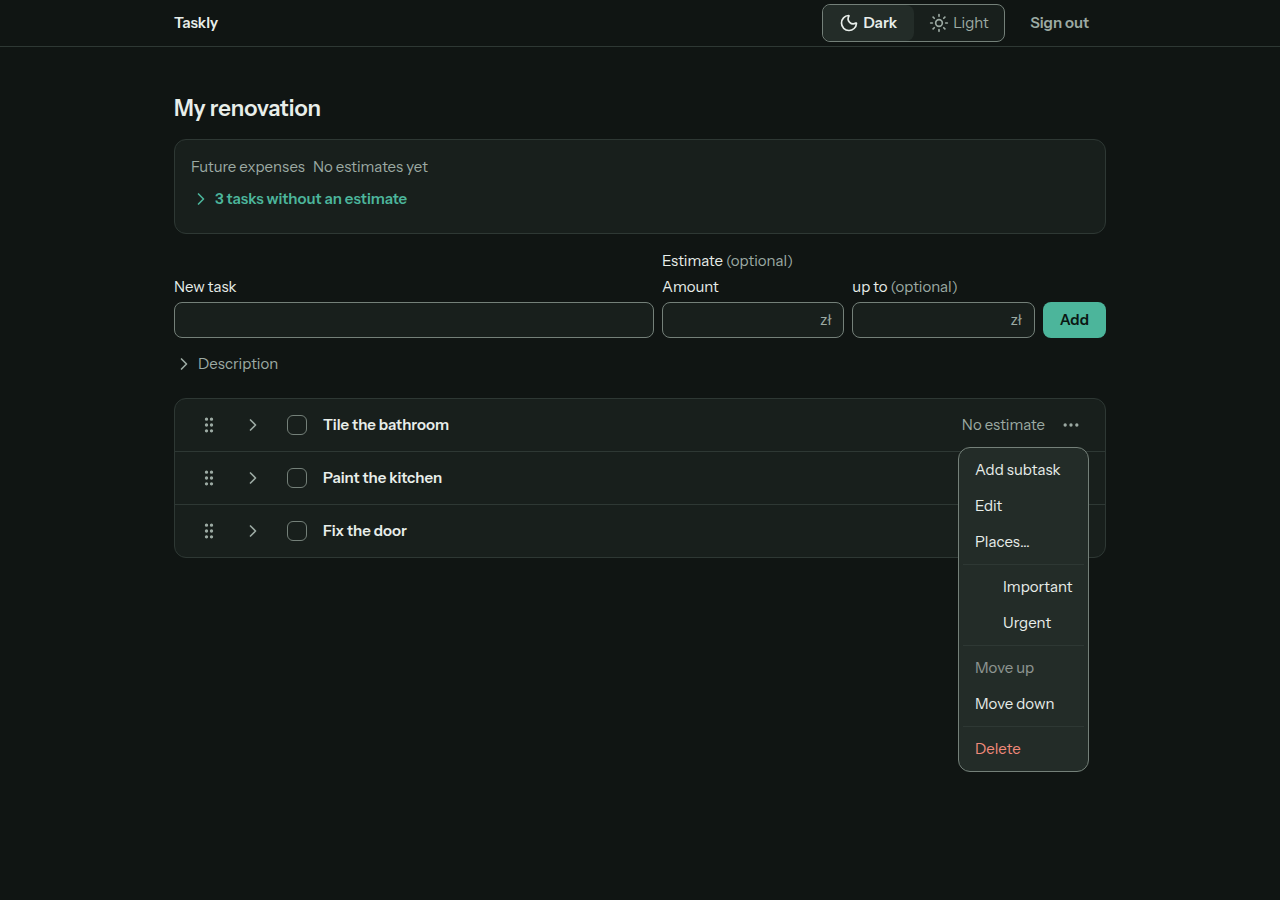 Taskly
Dark
Light
Sign out
My renovation
Future expenses No estimates yet
3 tasks without an estimate
Estimate (optional)
New task
Amount
up to (optional)
zł
zł
Add
Description
Tile the bathroom
No estimate
Paint the kitchen
Fix the door
Add subtask
Edit
Places...
Important
Urgent
Move up
Move down
Delete